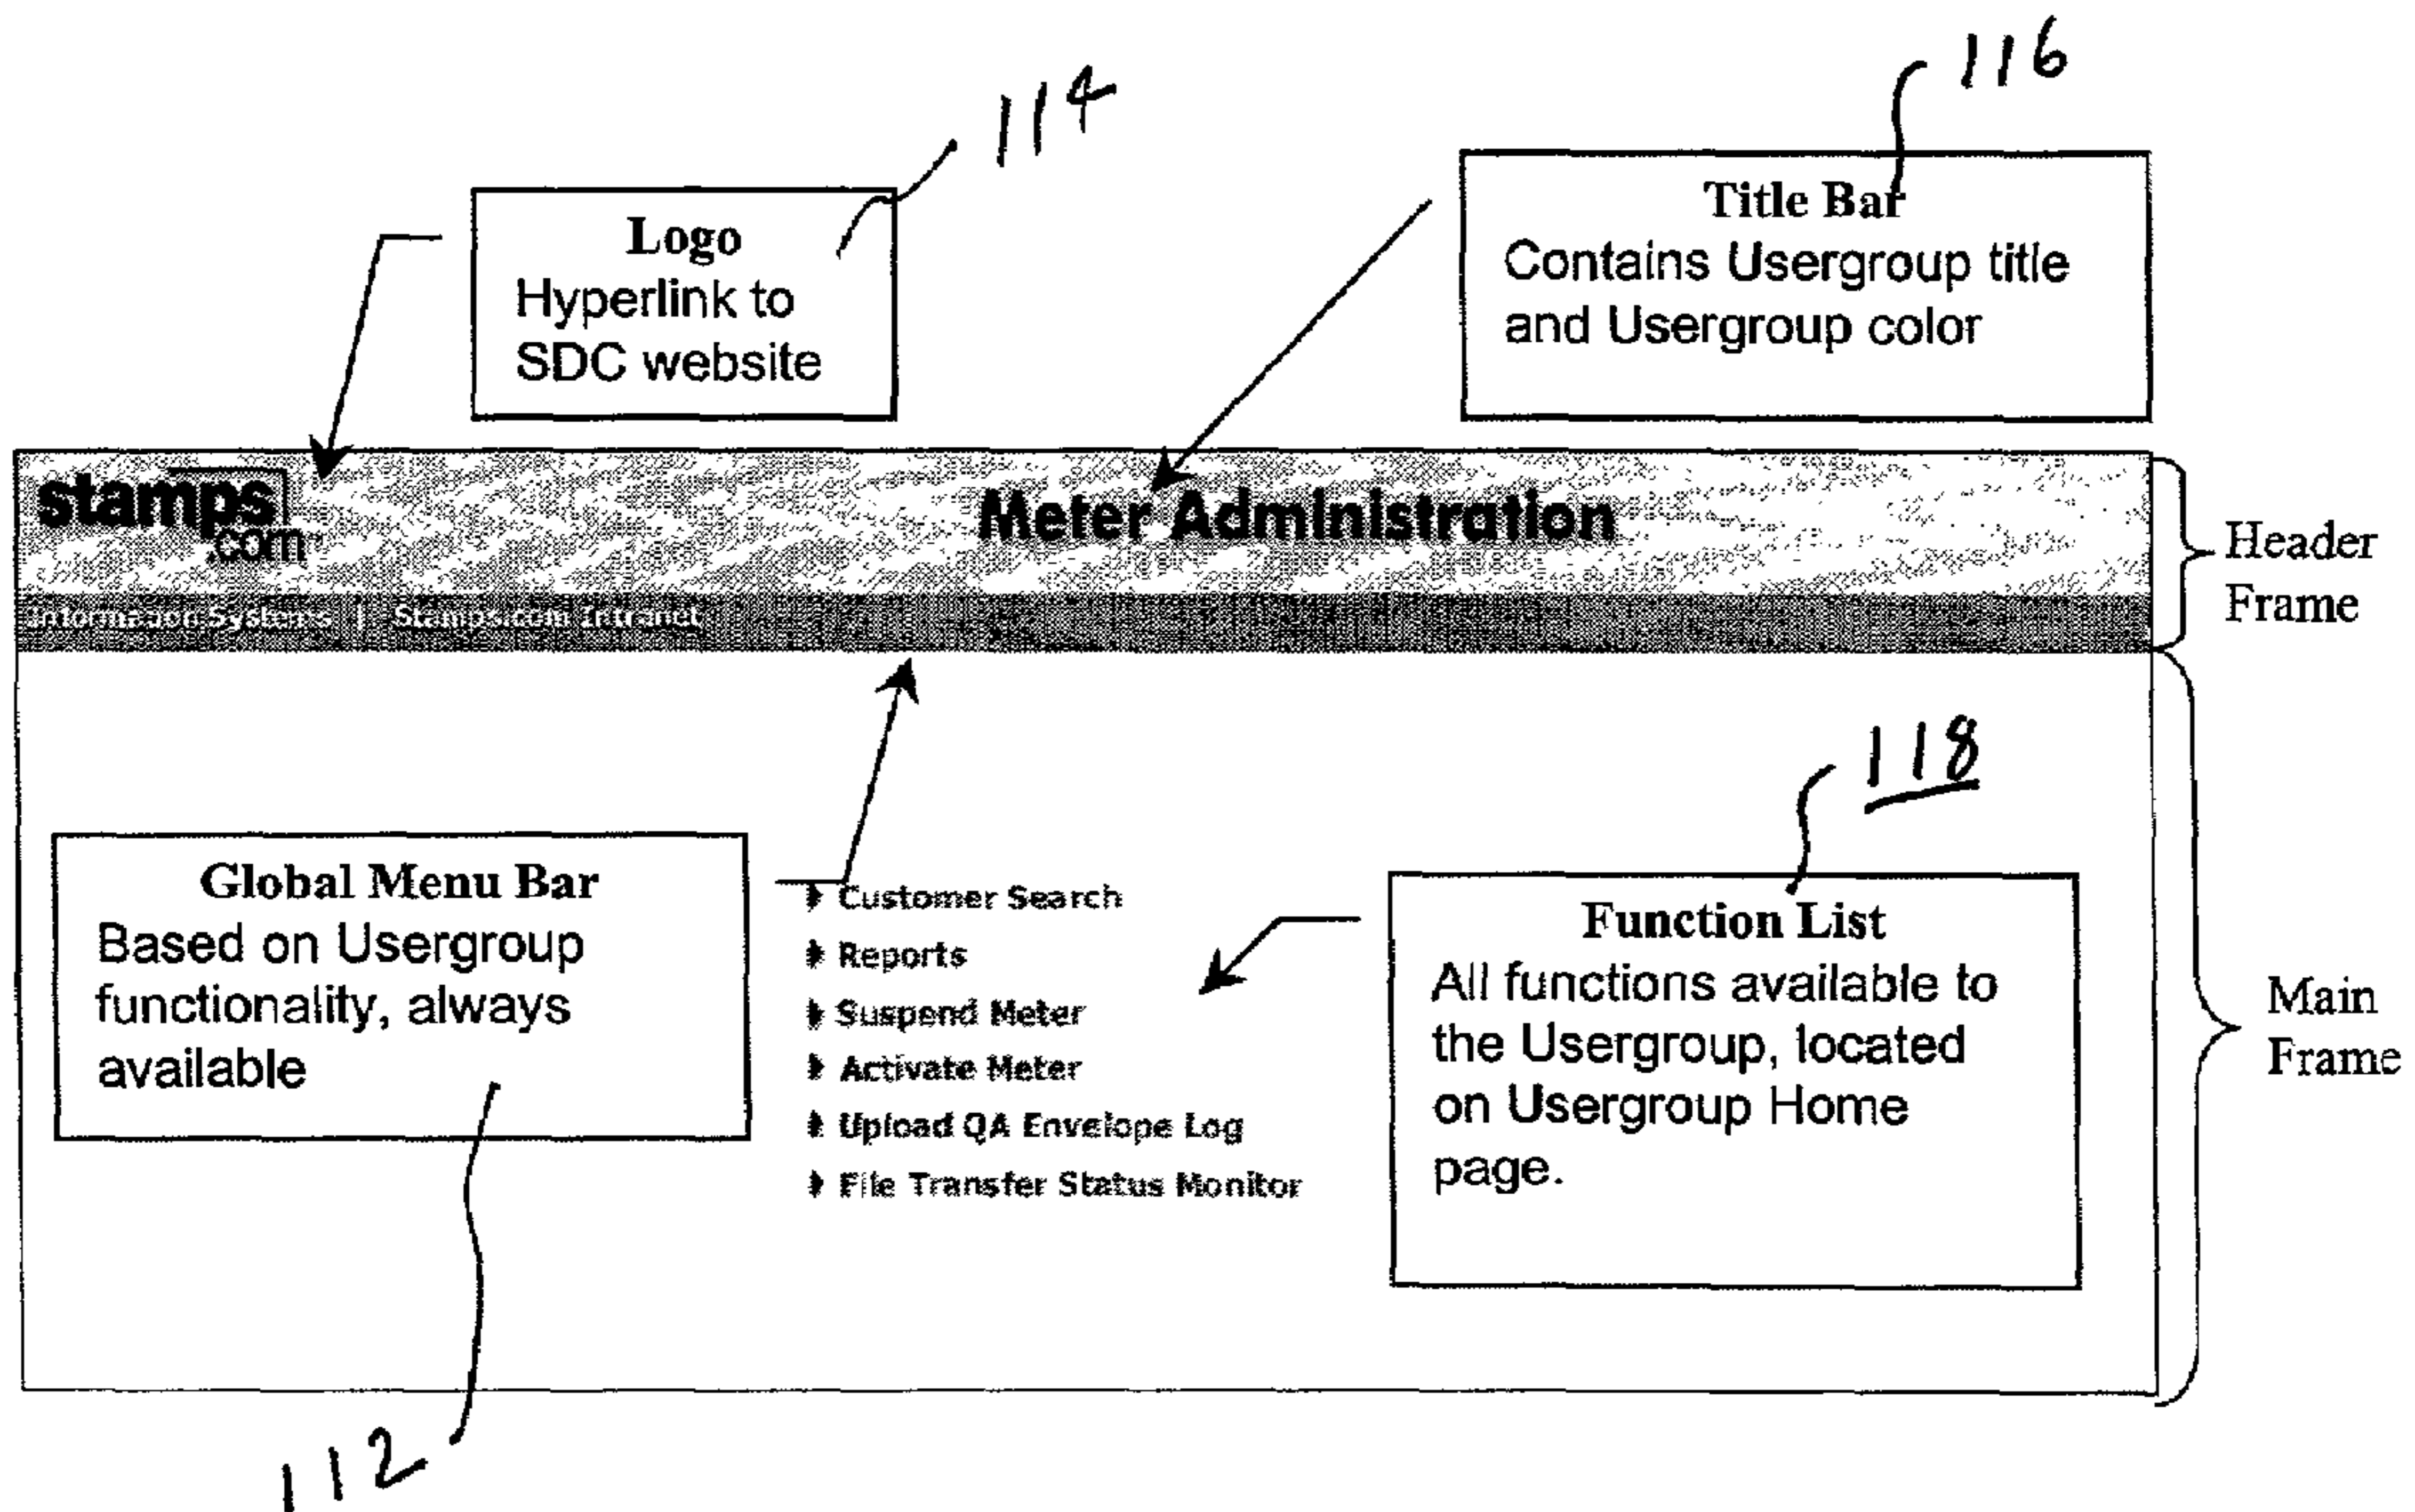 116
114
Logo
Hyperlink to
SDC website
Title Bar
Contains Usergroup title
and Usergroup color
stamps
.com
Meter Administration
Information Systems | Stamps.com Intranet
Header
Frame
118
Global Menu Bar
Based on Usergroup
functionality, always
available
Customer Search
Reports
Suspend Meter
Activate Meter
Upload QA Envelope Log
File Transfer Status Monitor
Function List
All functions available to
the Usergroup, located
on Usergroup Home
page.
Main
Frame
112